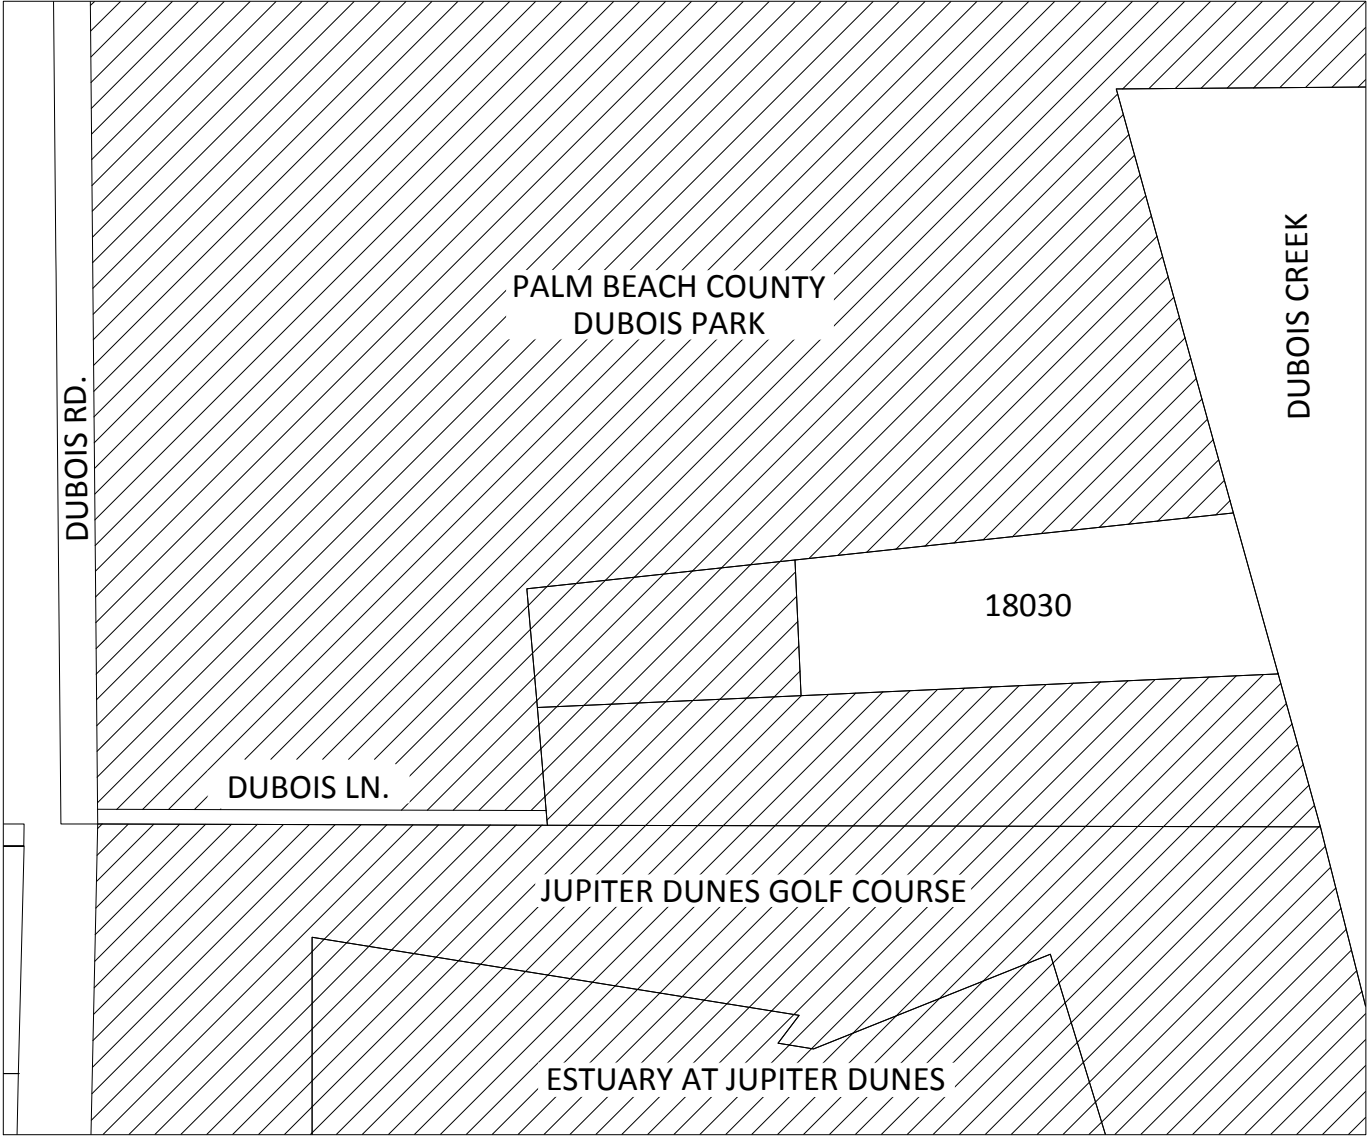 PALM BEACH COUNTY
DUBOIS PARK
DUBOIS CREEK
DUBOIS RD.
18030
DUBOIS LN.
JUPITER DUNES GOLF COURSE
ESTUARY AT JUPITER DUNES